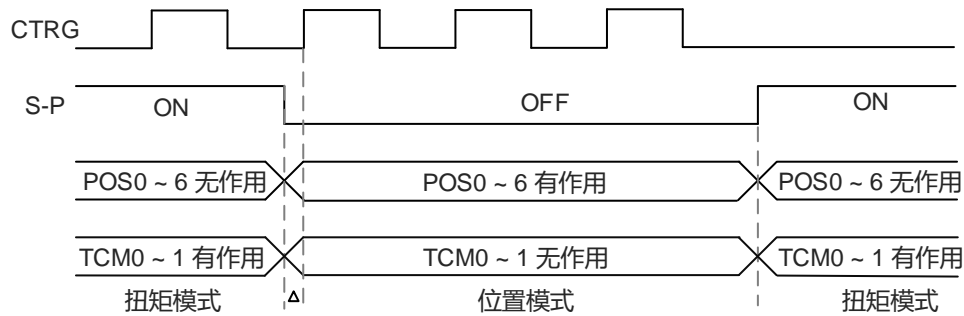 CTRG
S-P ON OFF ON
POS0 ~ 6 无作用 POS0 ~ 6 有作用 POS0 ~ 6 无作用
TCM0 ~ 1 有作用 TCM0 ~ 1 无作用 TCM0 ~ 1 有作用
扭矩模式 Δ 位置模式 扭矩模式